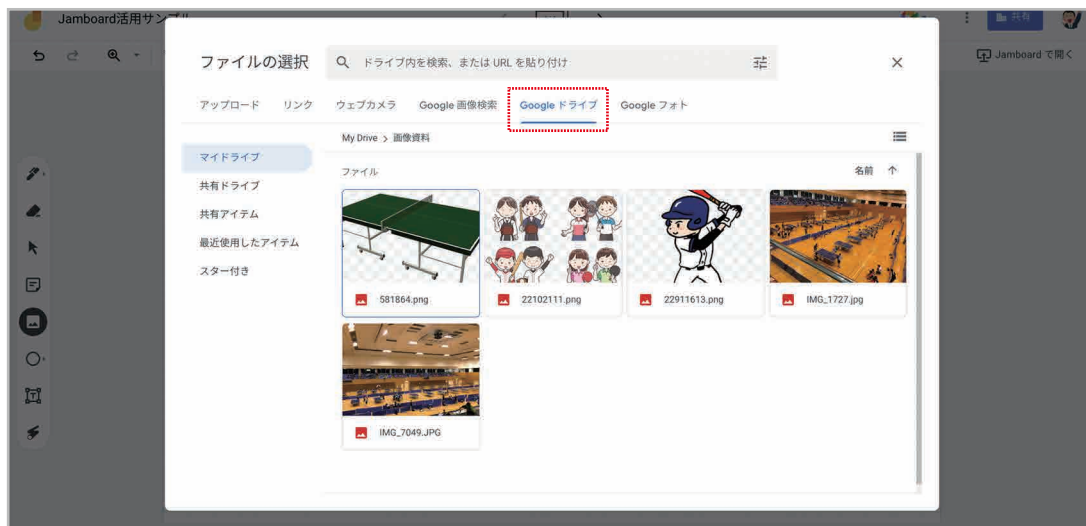 Jamboard活用サンプル
共有
Jamboard で開く
ファイルの選択
ドライブ内を検索、または URL を貼り付け
アップロード リンク ウェブカメラ Google 画像検索 Google ドライブ Google フォト
My Drive > 画像資料
マイドライブ
共有ドライブ
共有アイテム
最近使用したアイテム
スター付き
ファイル 名前
581864.png
22102111.png
22911613.png
IMG_1727.jpg
IMG_7049.JPG